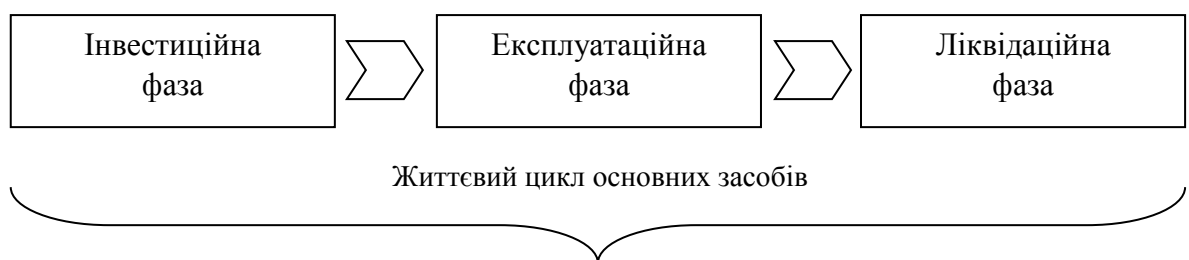 Інвестиційна
фаза
Експлуатаційна
фаза
Ліквідаційна
фаза
Життєвий цикл основних засобів